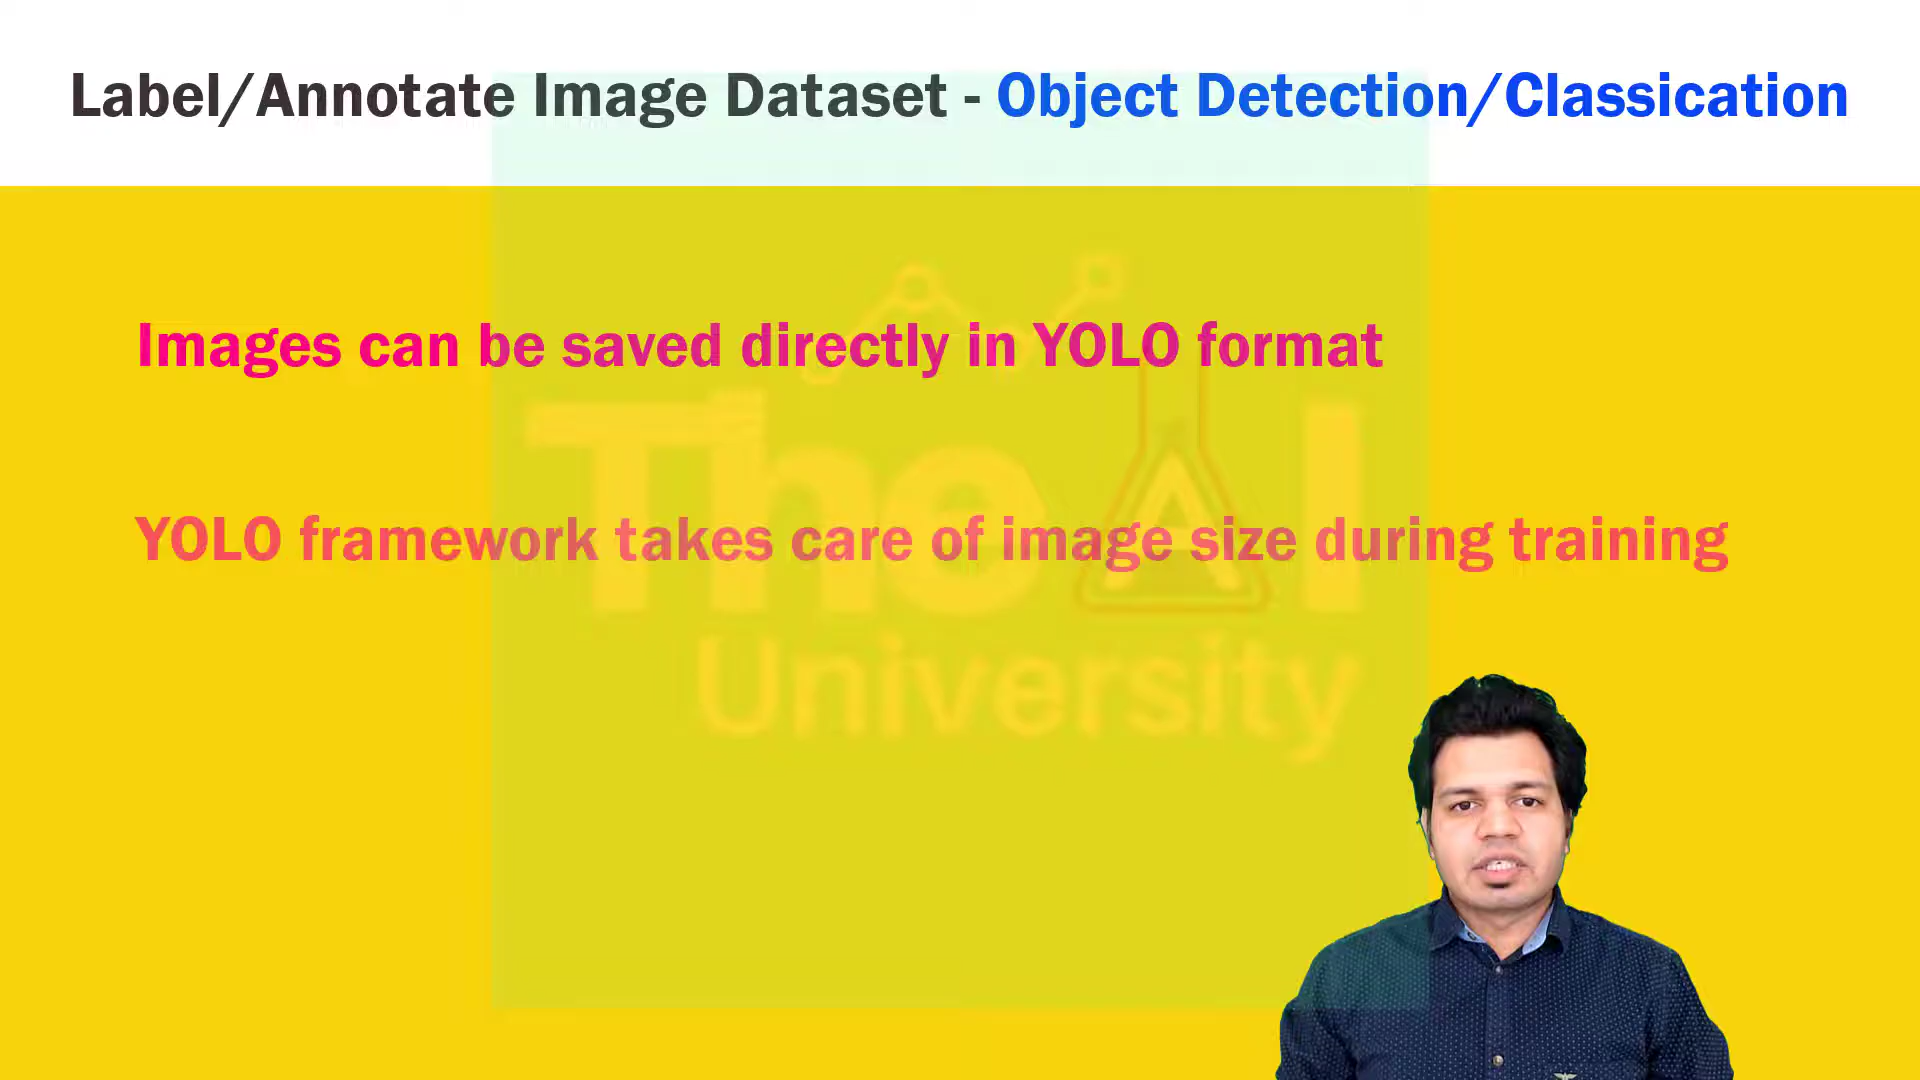 Label/Annotate Image Dataset - Object Detection/Classication
Images can be saved directly in YOLO format
YOLO framework takes care of image size during training
The AI
University